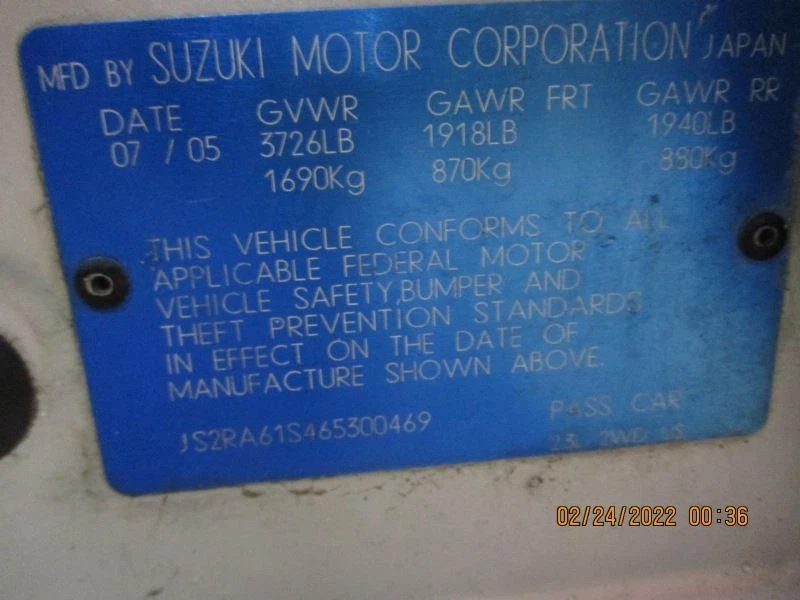 MFD BY SUZUKI MOTOR CORPORATION JAPAN
DATE GVWR GAWR FRT GAWR RR
07 / 05 3726LB 1918LB 1940LB
1690Kg 870Kg 880Kg
THIS VEHICLE CONFORMS TO ALL
APPLICABLE FEDERAL MOTOR
VEHICLE SAFETY,BUMPER AND
THEFT PREVENTION STANDARDS
IN EFFECT ON THE DATE OF
MANUFACTURE SHOWN ABOVE.
JS2RA61S465300469 PASS CAR
2WD US
02/24/2022 00:36